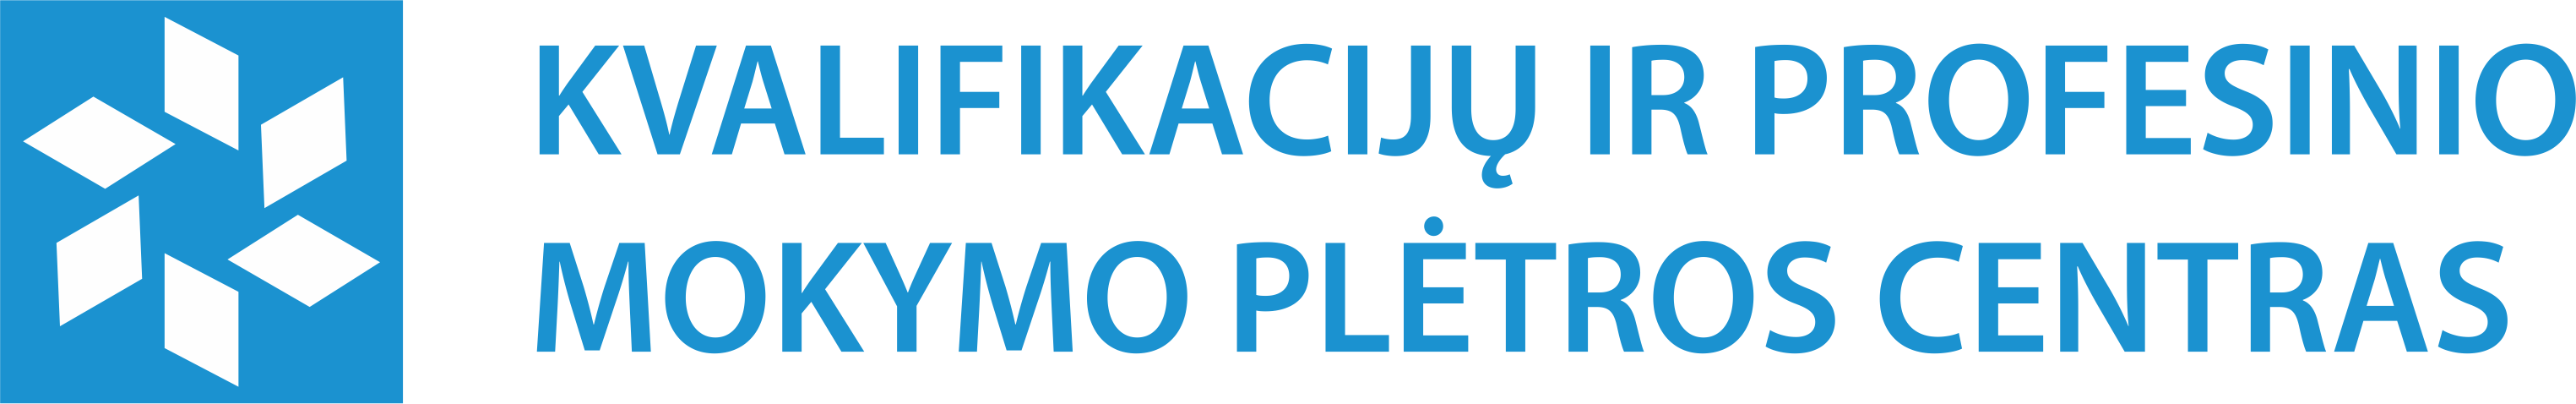 KVALIFIKACIJŲ IR PROFESINIO
MOKYMO PLĖTROS CENTRAS